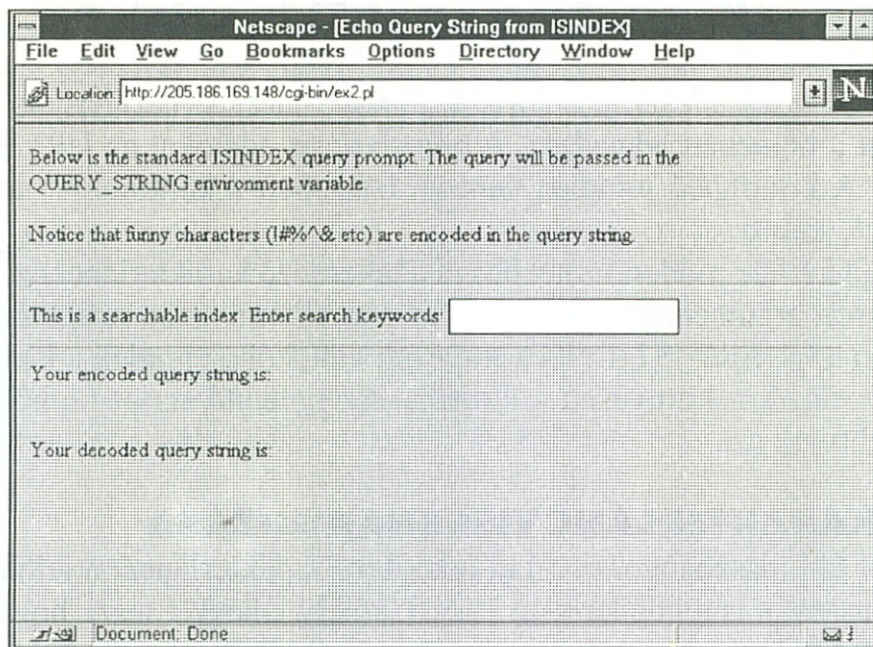 Netscape - [Echo Query String from ISINDEX]
File Edit View Go Bookmarks Options Directory Window Help
Location: http://205.186.169.148/cgi-bin/ex2.pl
N
Below is the standard ISINDEX query prompt. The query will be passed in the
QUERY_STRING environment variable.
Notice that funny characters (!#%^& etc) are encoded in the query string.
This is a searchable index. Enter search keywords:
Your encoded query string is:
Your decoded query string is:
Document: Done